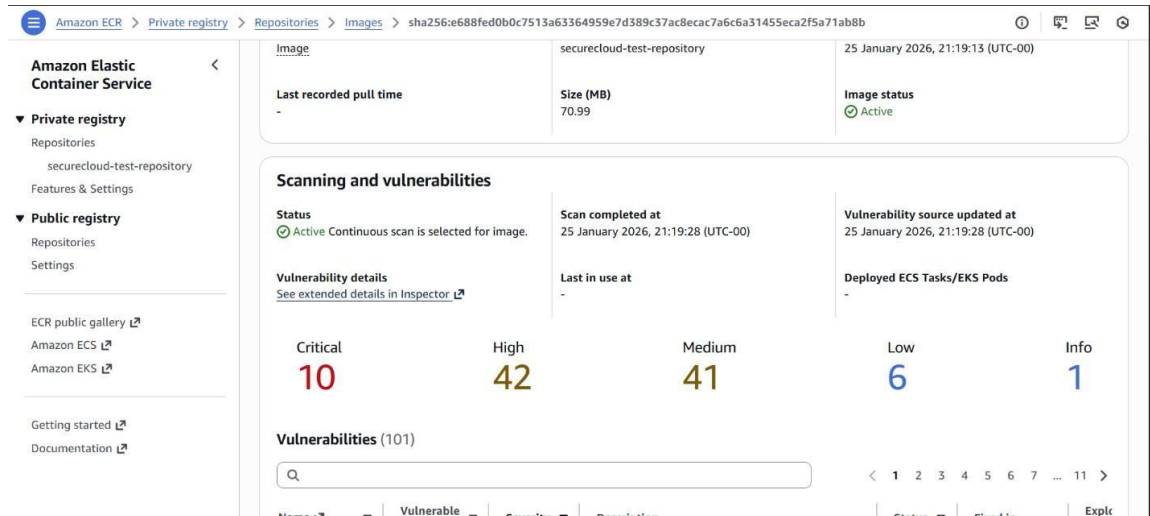 Amazon ECR > Private registry > Repositories > Images > sha256:e688fed0b0c7513a63364959e7d389c37ac8ecac7a6c6a31455eca2f5a71ab8b
Amazon Elastic
Container Service
Private registry
Repositories
securecloud-test-repository
Features & Settings
Public registry
Repositories
Settings
ECR public gallery
Amazon ECS
Amazon EKS
Getting started
Documentation
Image
securecloud-test-repository
25 January 2026, 21:19:13 (UTC-00)
Last recorded pull time
-
Size (MB)
70.99
Image status
Active
Scanning and vulnerabilities
Status
Active Continuous scan is selected for image.
Scan completed at
25 January 2026, 21:19:28 (UTC-00)
Vulnerability source updated at
25 January 2026, 21:19:28 (UTC-00)
Vulnerability details
See extended details in Inspector
Last in use at
-
Deployed ECS Tasks/EKS Pods
-
Critical
10
High
42
Medium
41
Low
6
Info
1
Vulnerabilities (101)
< 1 2 3 4 5 6 7 ... 11 >
Vulnerable
Explc